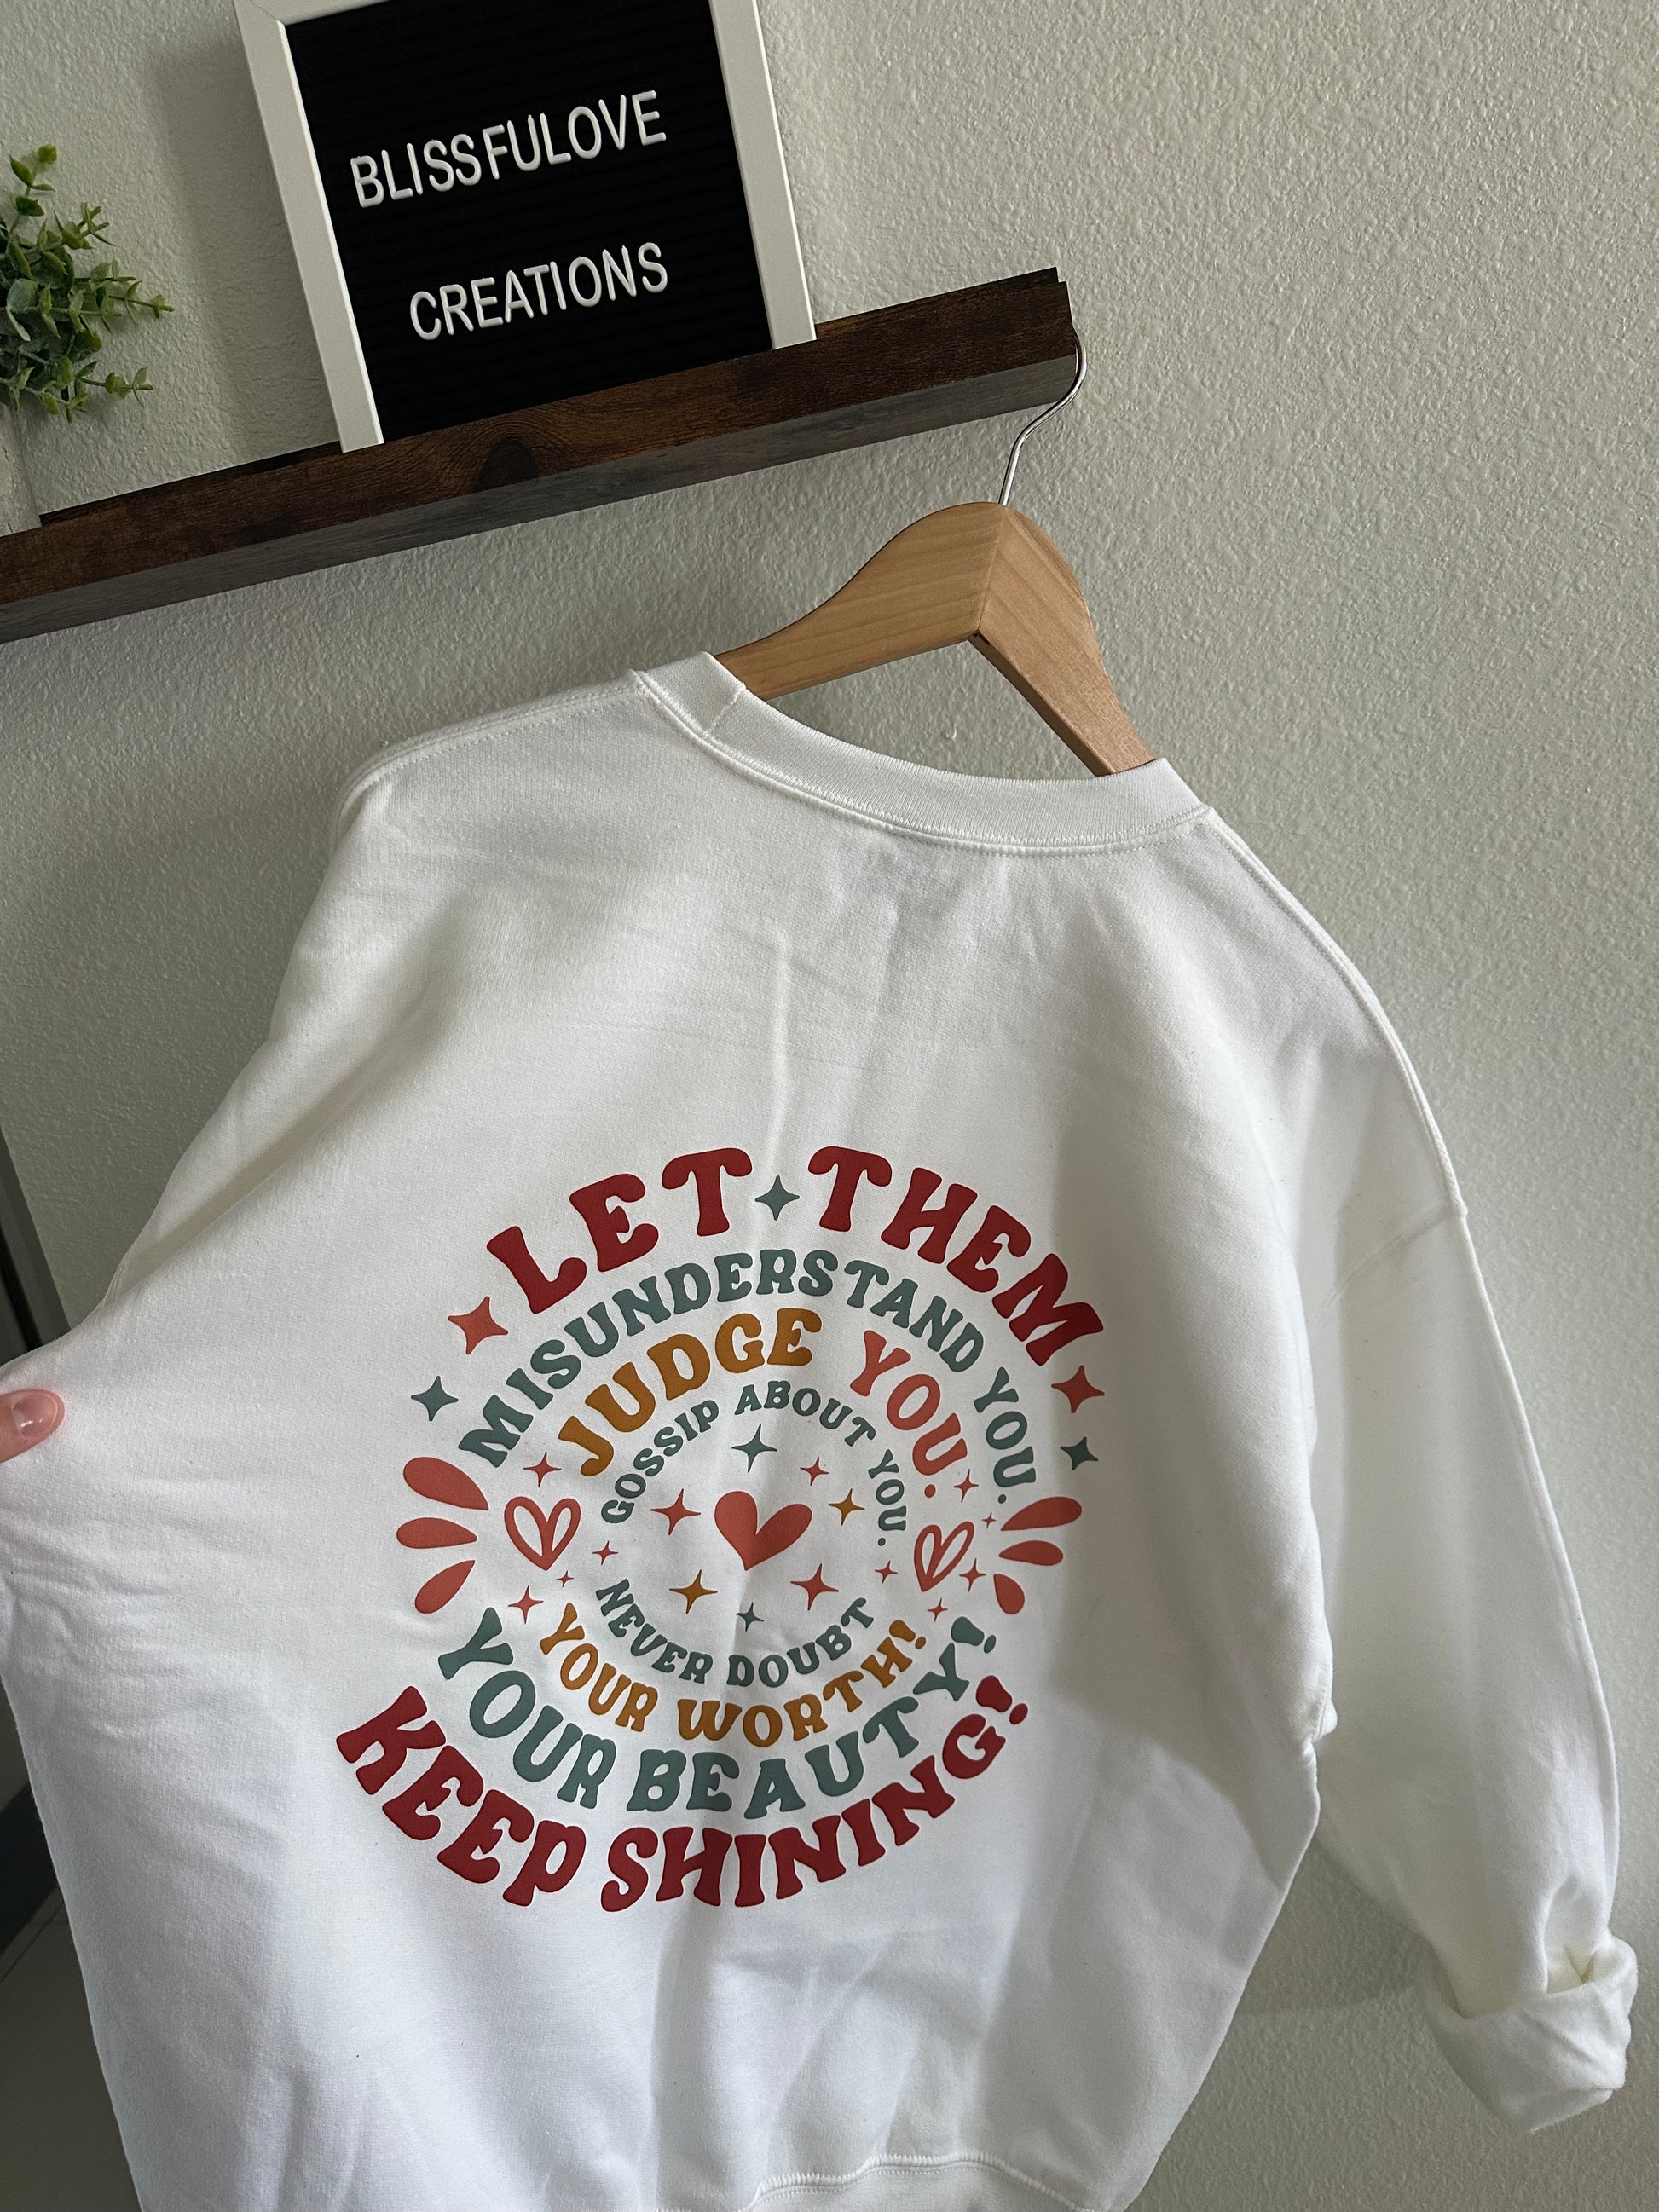 BLISSFULOVE
CREATIONS
LET THEM
MISUNDERSTAND YOU.
JUDGE YOU.
GOSSIP ABOUT YOU.
NEVER DOUBT
YOUR WORTH!
YOUR BEAUTY!
KEEP SHINING!